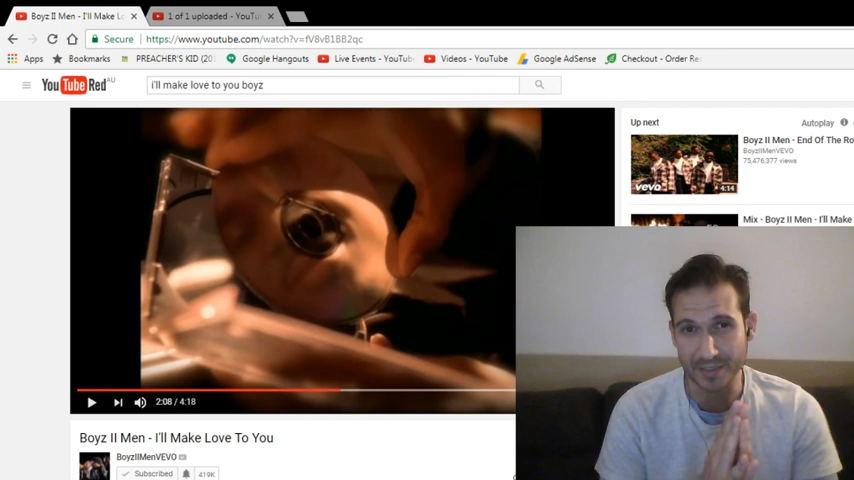 Boyz II Men - I'll Make Lo
1 of 1 uploaded - YouTu
Secure
https://www.youtube.com/watch?v=fV8vB1BB2qc
Apps
Bookmarks
PREACHER'S KID (20
Google Hangouts
Live Events - YouTub
Videos - YouTube
Google AdSense
Checkout - Order Re
YouTube Red AU
i'll make love to you boyz
Up next
Autoplay
Boyz II Men - End Of The Ro
BoyzIIMenVEVO
75,476,377 views
vevo
4:14
Mix - Boyz II Men - I'll Make
2:08 / 4:18
Boyz II Men - I'll Make Love To You
BoyzIIMenVEVO
Subscribed
419K